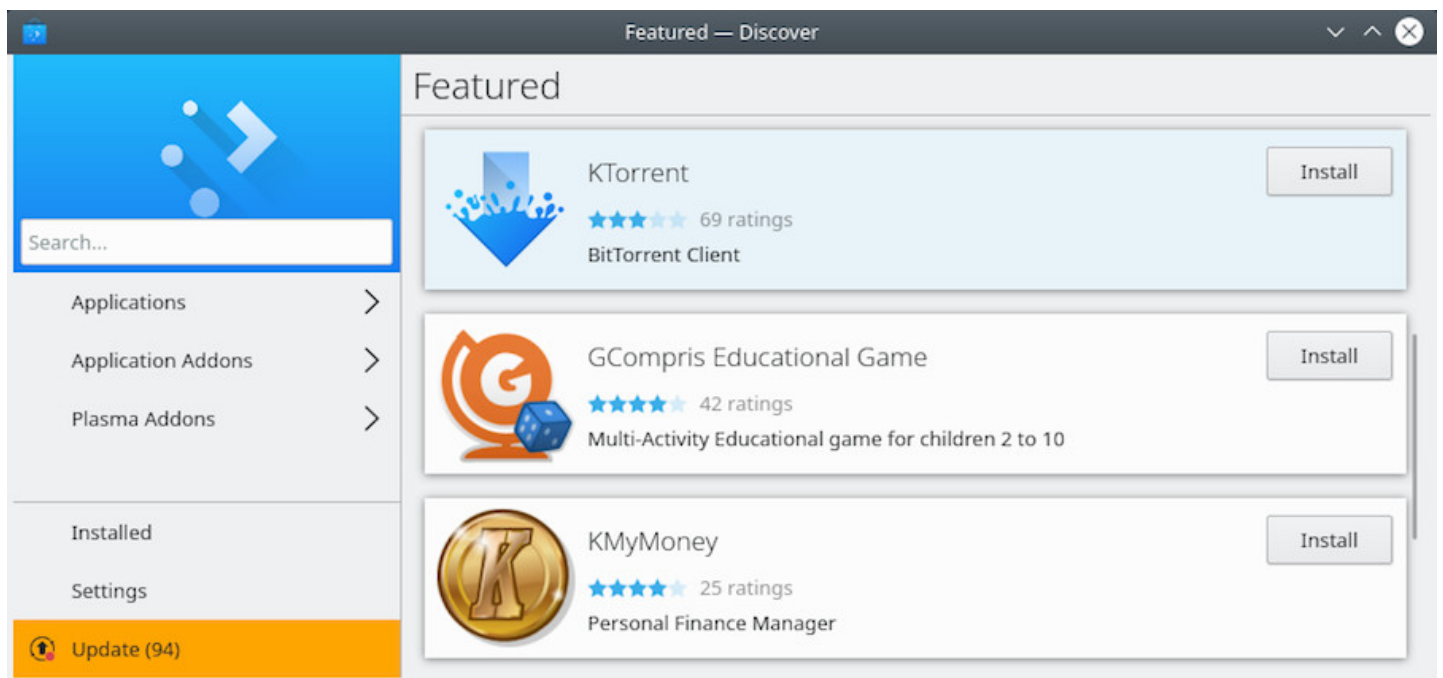 Featured — Discover
Search...
Applications
Application Addons
Plasma Addons
Installed
Settings
Update (94)
Featured
KTorrent
Install
69 ratings
BitTorrent Client
G
GCompris Educational Game
Install
42 ratings
Multi-Activity Educational game for children 2 to 10
K
KMyMoney
Install
25 ratings
Personal Finance Manager